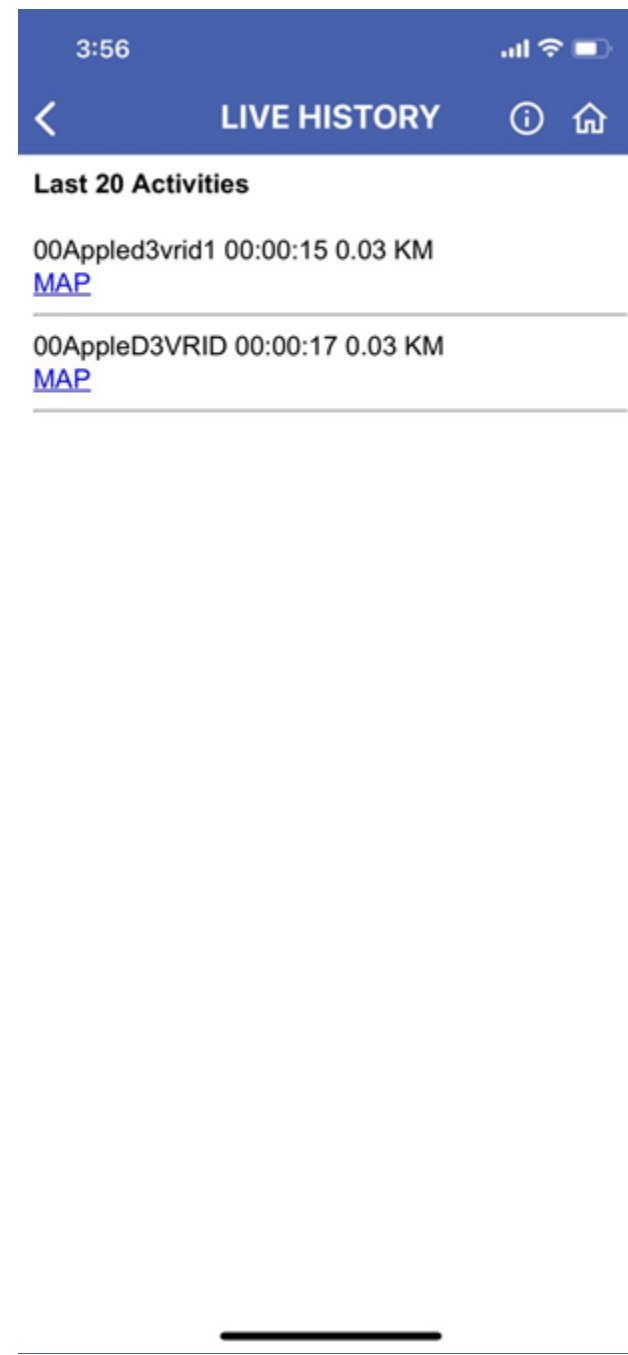 3:56
LIVE HISTORY
Last 20 Activities
00Appled3vrid1 00:00:15 0.03 KM
MAP
00AppleD3VRID 00:00:17 0.03 KM
MAP